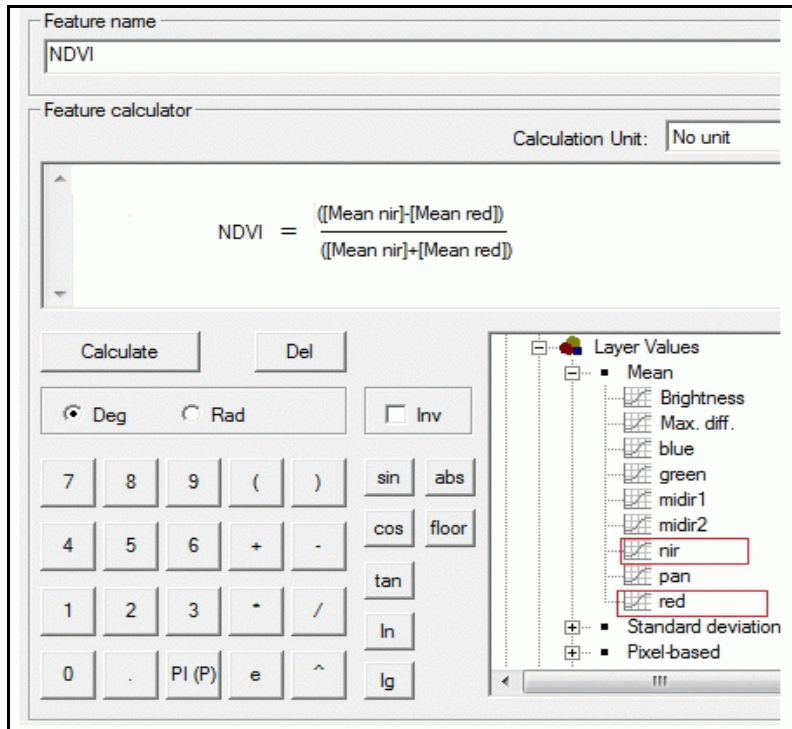 Feature name
NDVI
Feature calculator
Calculation Unit: No unit
([Mean nir]-[Mean red])
NDVI =
([Mean nir]+[Mean red])
Calculate Del
Deg Rad Inv
7 8 9 ( ) sin abs
4 5 6 + - cos floor
tan
1 2 3 * /
ln
0 . PI (P) e ^ lg
Layer Values
Mean
Brightness
Max. diff.
blue
green
midir1
midir2
nir
pan
red
Standard deviation
Pixel-based